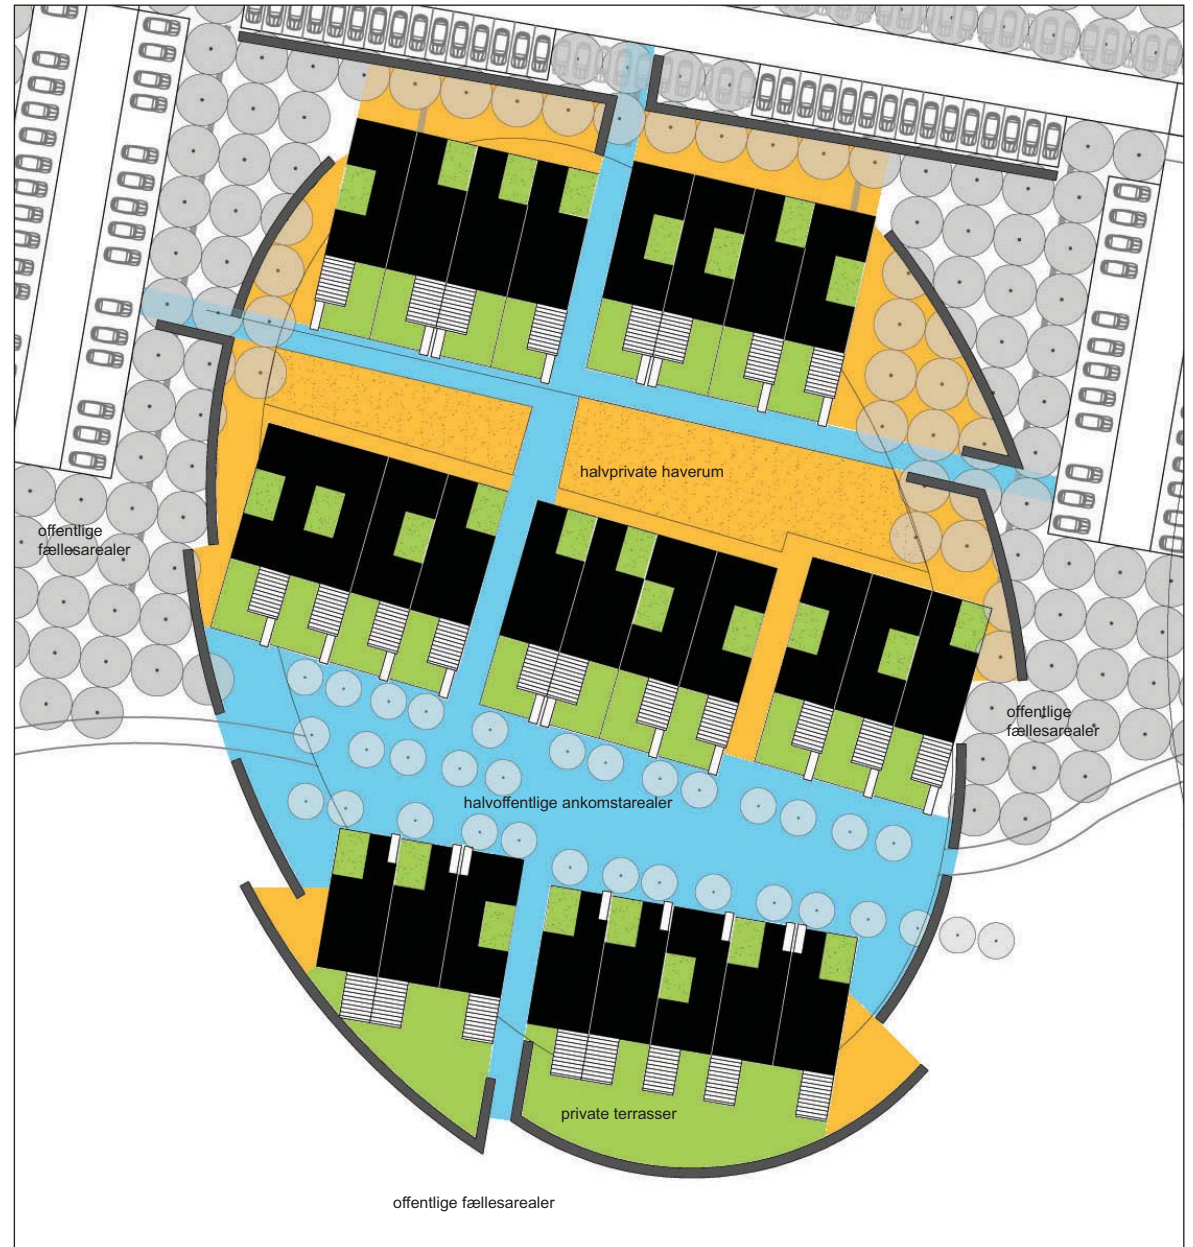 halvprivate haverum
offentlige
fællesarealer
offentlige
fællesarealer
halvoffentlige ankomstarealer
private terrasser
offentlige fællesarealer